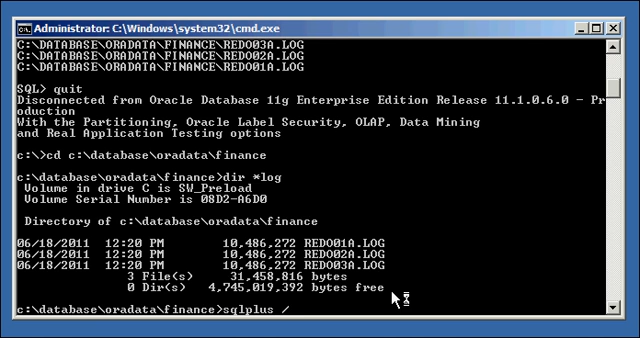 Administrator: C:\Windows\system32\cmd.exe
C:\DATABASE\ORADATA\FINANCE\REDO03A.LOG
C:\DATABASE\ORADATA\FINANCE\REDO02A.LOG
C:\DATABASE\ORADATA\FINANCE\REDO01A.LOG
SQL> quit
Disconnected from Oracle Database 11g Enterprise Edition Release 11.1.0.6.0 - Pr
oduction
With the Partitioning, Oracle Label Security, OLAP, Data Mining
and Real Application Testing options
c:\>cd c:\database\oradata\finance
c:\database\oradata\finance>dir *log
Volume in drive C is SW_Preload
Volume Serial Number is 08D2-A6D0
Directory of c:\database\oradata\finance
06/18/2011 12:20 PM 10,486,272 REDO01A.LOG
06/18/2011 12:20 PM 10,486,272 REDO02A.LOG
06/18/2011 12:20 PM 10,486,272 REDO03A.LOG
3 File(s) 31,458,816 bytes
0 Dir(s) 4,745,019,392 bytes free
c:\database\oradata\finance>sqlplus /